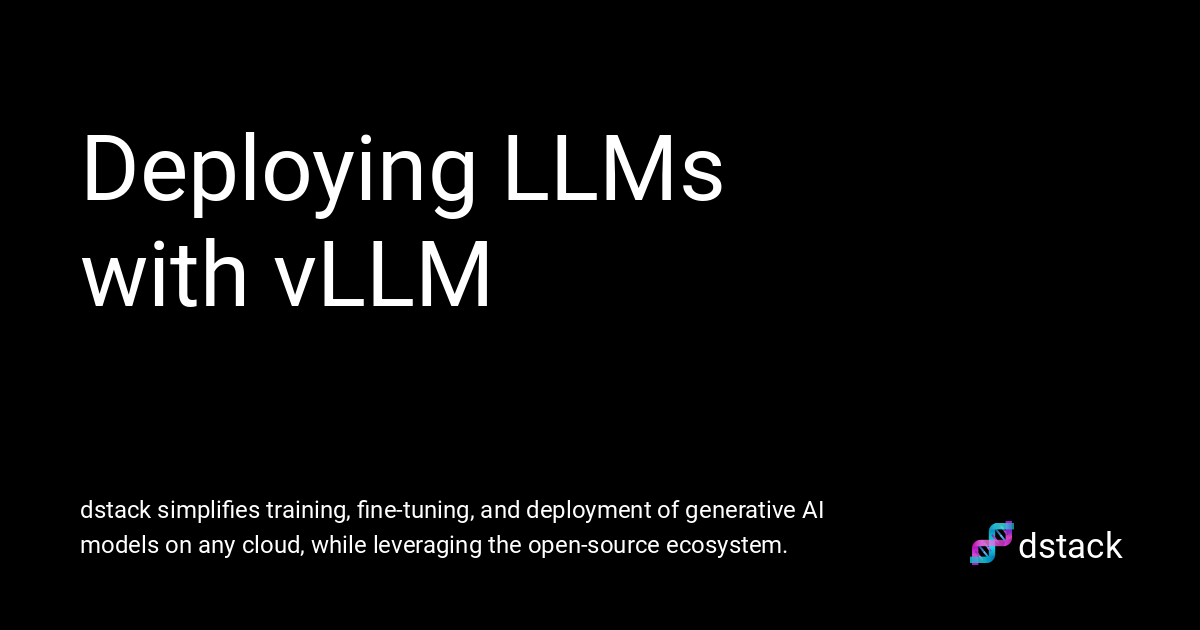 Deploying LLMs
with vLLM
dstack simplifies training, fine-tuning, and deployment of generative AI
models on any cloud, while leveraging the open-source ecosystem.
dstack